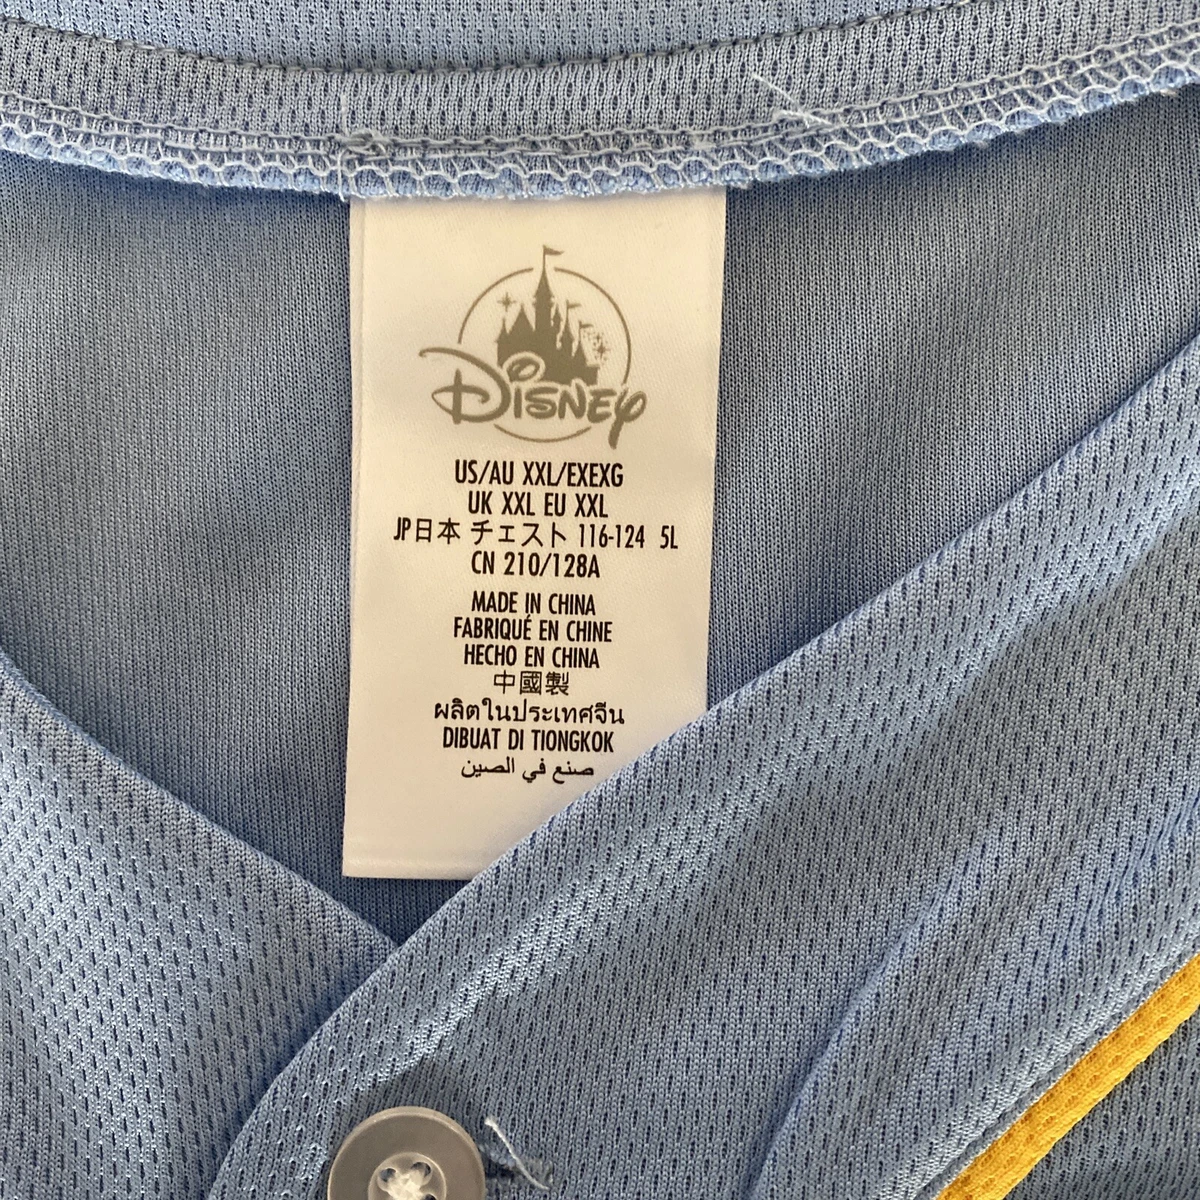 Disney
US/AU XXL/EXEXG
UK XXL EU XXL
JP日本 チェスト 116-124 5L
CN 210/128A
MADE IN CHINA
FABRIQUÉ EN CHINE
HECHO EN CHINA
中國製
ผลิตในประเทศจีน
DIBUAT DI TIONGKOK
صنع في الصين